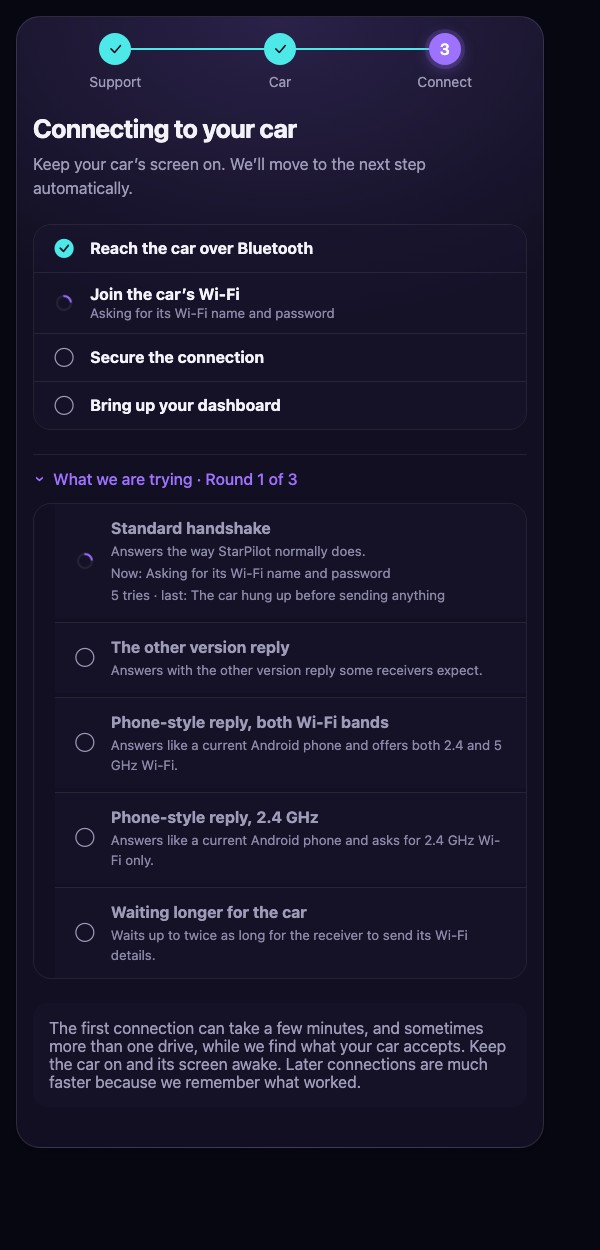 3
Support
Car
Connect
Connecting to your car
Keep your car’s screen on. We’ll move to the next step
automatically.
Reach the car over Bluetooth
Join the car’s Wi-Fi
Asking for its Wi-Fi name and password
Secure the connection
Bring up your dashboard
What we are trying · Round 1 of 3
Standard handshake
Answers the way StarPilot normally does.
Now: Asking for its Wi-Fi name and password
5 tries · last: The car hung up before sending anything
The other version reply
Answers with the other version reply some receivers expect.
Phone-style reply, both Wi-Fi bands
Answers like a current Android phone and offers both 2.4 and 5
GHz Wi-Fi.
Phone-style reply, 2.4 GHz
Answers like a current Android phone and asks for 2.4 GHz Wi-
Fi only.
Waiting longer for the car
Waits up to twice as long for the receiver to send its Wi-Fi
details.
The first connection can take a few minutes, and sometimes
more than one drive, while we find what your car accepts. Keep
the car on and its screen awake. Later connections are much
faster because we remember what worked.